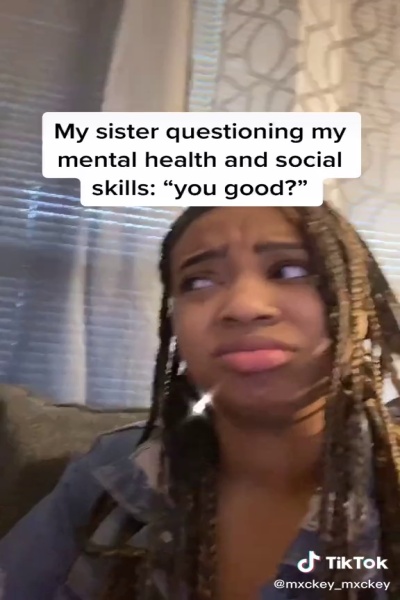 My sister questioning my
mental health and social
skills: “you good?”
TikTok
@mxckey_mxckey